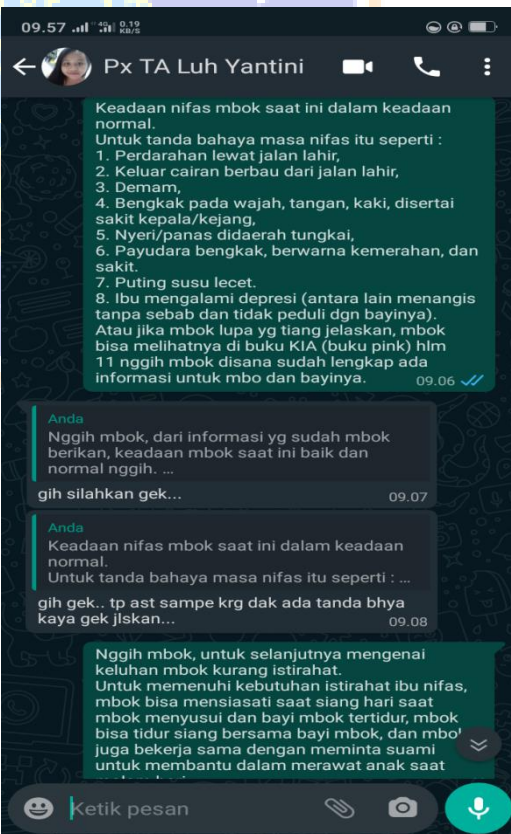 09.57 4G 0.19 KB/S
Px TA Luh Yantini
Keadaan nifas mbok saat ini dalam keadaan
normal.
Untuk tanda bahaya masa nifas itu seperti :
1. Perdarahan lewat jalan lahir,
2. Keluar cairan berbau dari jalan lahir,
3. Demam,
4. Bengkak pada wajah, tangan, kaki, disertai
sakit kepala/kejang,
5. Nyeri/panas didaerah tungkai,
6. Payudara bengkak, berwarna kemerahan, dan
sakit.
7. Puting susu lecet.
8. Ibu mengalami depresi (antara lain menangis
tanpa sebab dan tidak peduli dgn bayinya).
Atau jika mbok lupa yg tiang jelaskan, mbok
bisa melihatnya di buku KIA (buku pink) hlm
11 nggih mbok disana sudah lengkap ada
informasi untuk mbo dan bayinya. 09.06
Anda
Nggih mbok, dari informasi yg sudah mbok
berikan, keadaan mbok saat ini baik dan
normal nggih. ...
gih silahkan gek... 09.07
Anda
Keadaan nifas mbok saat ini dalam keadaan
normal.
Untuk tanda bahaya masa nifas itu seperti : ...
gih gek.. tp ast sampe krg dak ada tanda bhya
kaya gek jlskan... 09.08
Nggih mbok, untuk selanjutnya mengenai
keluhan mbok kurang istirahat.
Untuk memenuhi kebutuhan istirahat ibu nifas,
mbok bisa mensiasati saat siang hari saat
mbok menyusui dan bayi mbok tertidur, mbok
bisa tidur siang bersama bayi mbok, dan
juga bekerja sama dengan meminta suami
untuk membantu dalam merawat anak saat
Ketik pesan